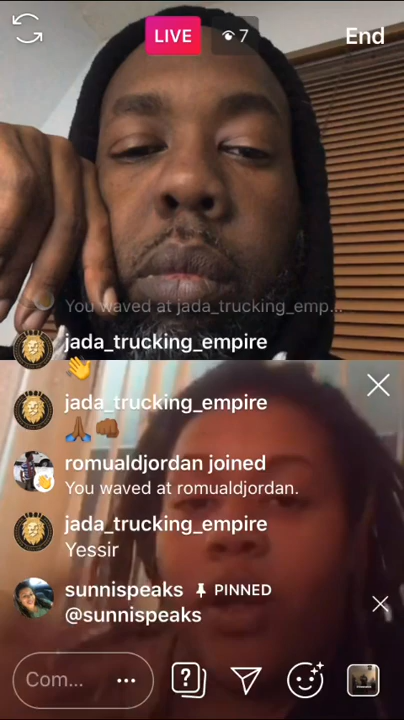 LIVE
7
End
You waved at jada_trucking_emp...
jada_trucking_empire
👋
jada_trucking_empire
🙏🏾👊🏾
romualdjordan joined
You waved at romualdjordan.
jada_trucking_empire
Yessir
sunnispeaks PINNED
@sunnispeaks
Com...